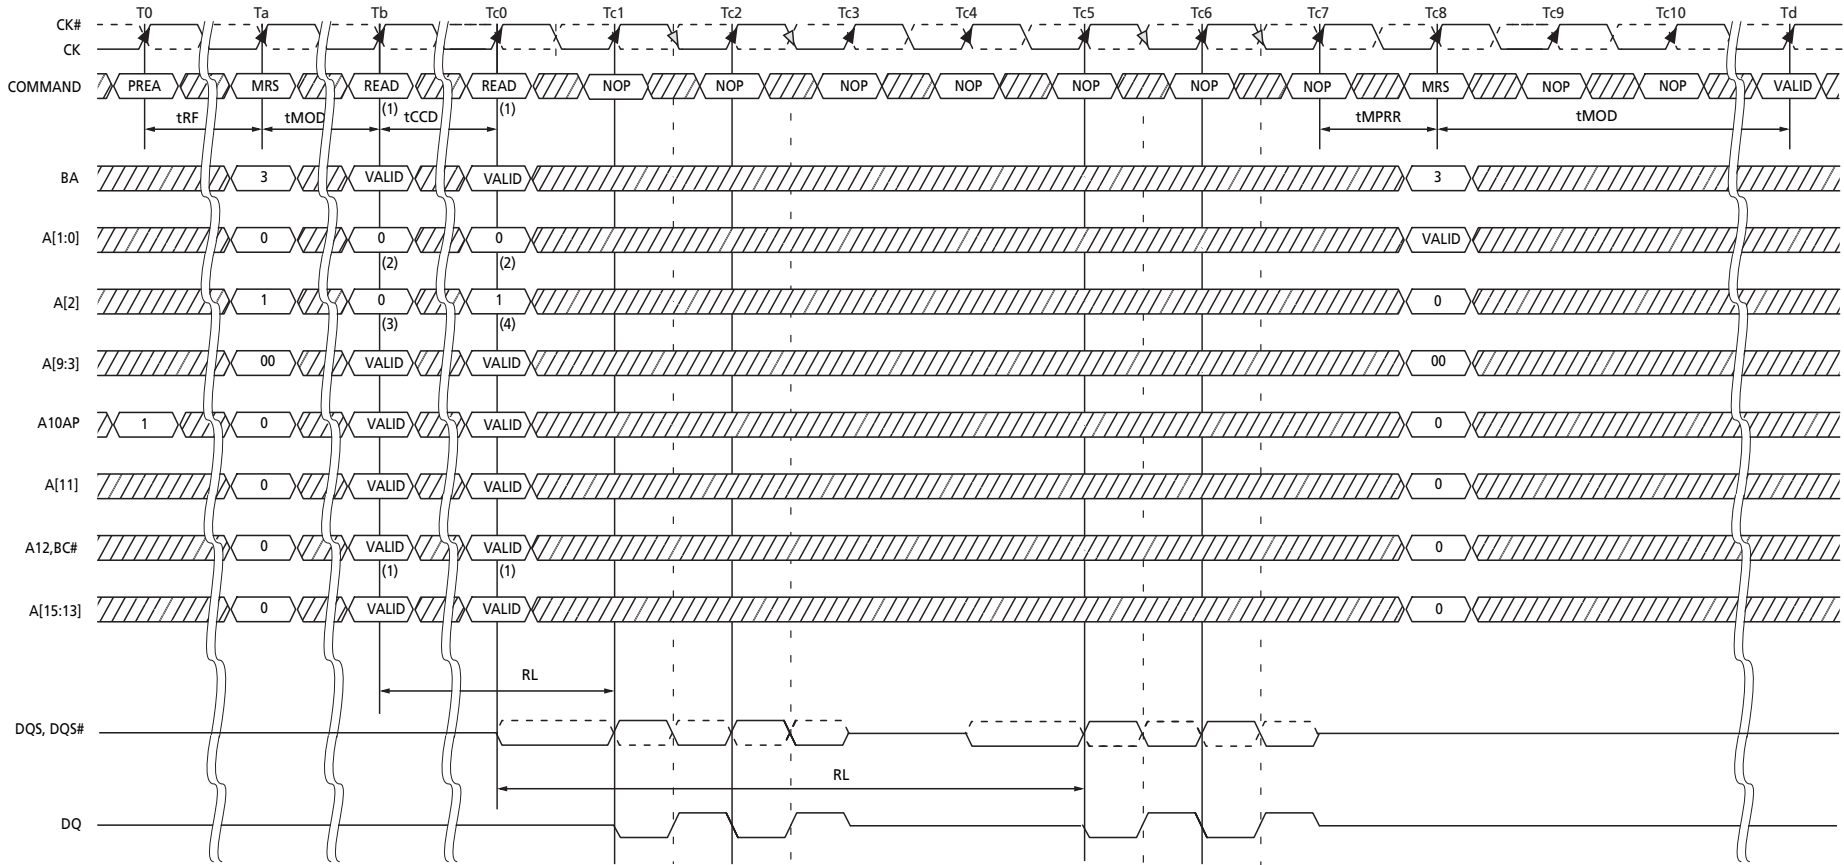 T0 Ta Tb Tc0 Tc1 Tc2 Tc3 Tc4 Tc5 Tc6 Tc7 Tc8 Tc9 Tc10 Td
CK#
CK
COMMAND PREA MRS READ READ NOP NOP NOP NOP NOP NOP NOP MRS NOP NOP VALID
(1) (1)
tRF tMOD tCCD tMPRR tMOD
BA 3 VALID VALID 3
A[1:0] 0 0 0 VALID
(2) (2)
A[2] 1 0 1 0
(3) (4)
A[9:3] 00 VALID VALID 00
A10AP 1 0 VALID VALID 0
A[11] 0 VALID VALID 0
A12,BC# 0 VALID VALID 0
(1) (1)
A[15:13] 0 VALID VALID 0
RL
DQS, DQS#
RL
DQ